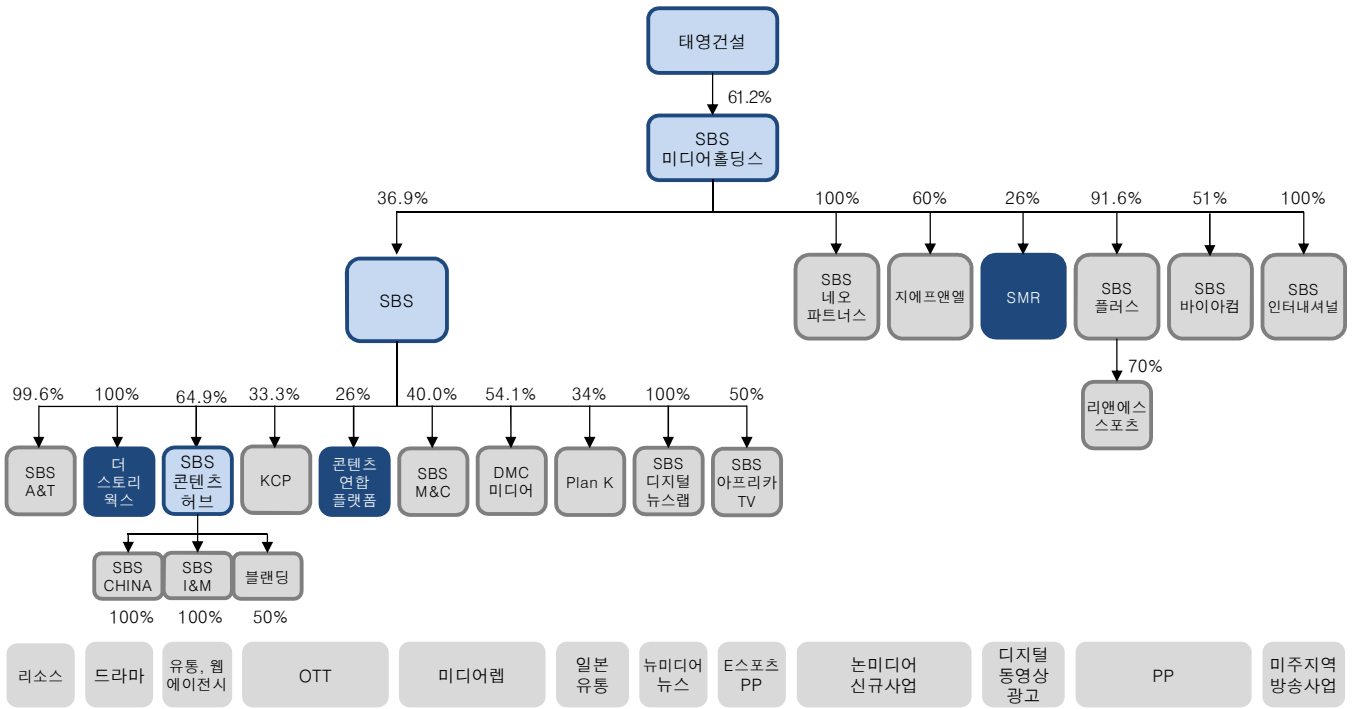 태영건설
61.2%
SBS
미디어홀딩스
36.9%
100%
60%
26%
91.6%
51%
100%
SBS
SBS
네오
파트너스
지에프앤엘
SMR
SBS
플러스
SBS
바이아컴
SBS
인터내셔널
70%
리앤에스
스포츠
99.6%
100%
64.9%
33.3%
26%
40.0%
54.1%
34%
100%
50%
SBS
A&T
더
스토리
웍스
SBS
콘텐츠
허브
KCP
콘텐츠
연합
플랫폼
SBS
M&C
DMC
미디어
Plan K
SBS
디지털
뉴스랩
SBS
아프리카
TV
SBS
CHINA
SBS
I&M
블랜딩
100%
100%
50%
리소스
드라마
유통, 웹
에이전시
OTT
미디어렙
일본
유통
뉴미디어
뉴스
E스포츠
PP
논미디어
신규사업
디지털
동영상
광고
PP
미주지역
방송사업